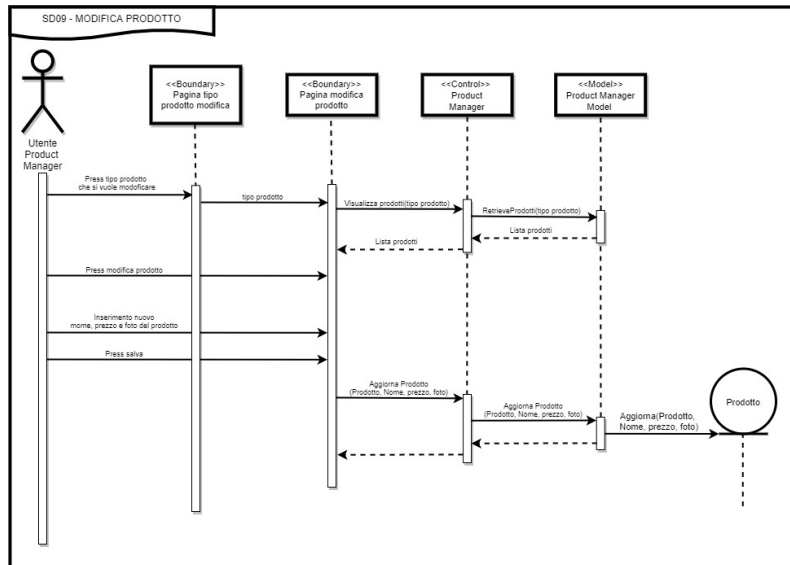 SD09 - MODIFICA PRODOTTO
<<Boundary>>
Pagina tipo
prodotto modifica
<<Boundary>>
Pagina modifica
prodotto
<<Control>>
Product
Manager
<<Model>>
Product Manager
Model
Utente
Product
Manager
Press tipo prodotto
che si vuole modoficare
tipo prodotto
Visualizza prodotti(tipo prodotto)
RetrieveProdotti(tipo prodotto)
Lista prodotti
Lista prodotti
Press modifica prodotto
Inserimento nuovo
mome, prezzo e foto del prodotto
Press salva
Aggiorna Prodotto
(Prodotto, Nome, prezzo, foto)
Aggiorna Prodotto
(Prodotto, Nome, prezzo, foto)
Aggiorna(Prodotto,
Nome, prezzo, foto)
Prodotto